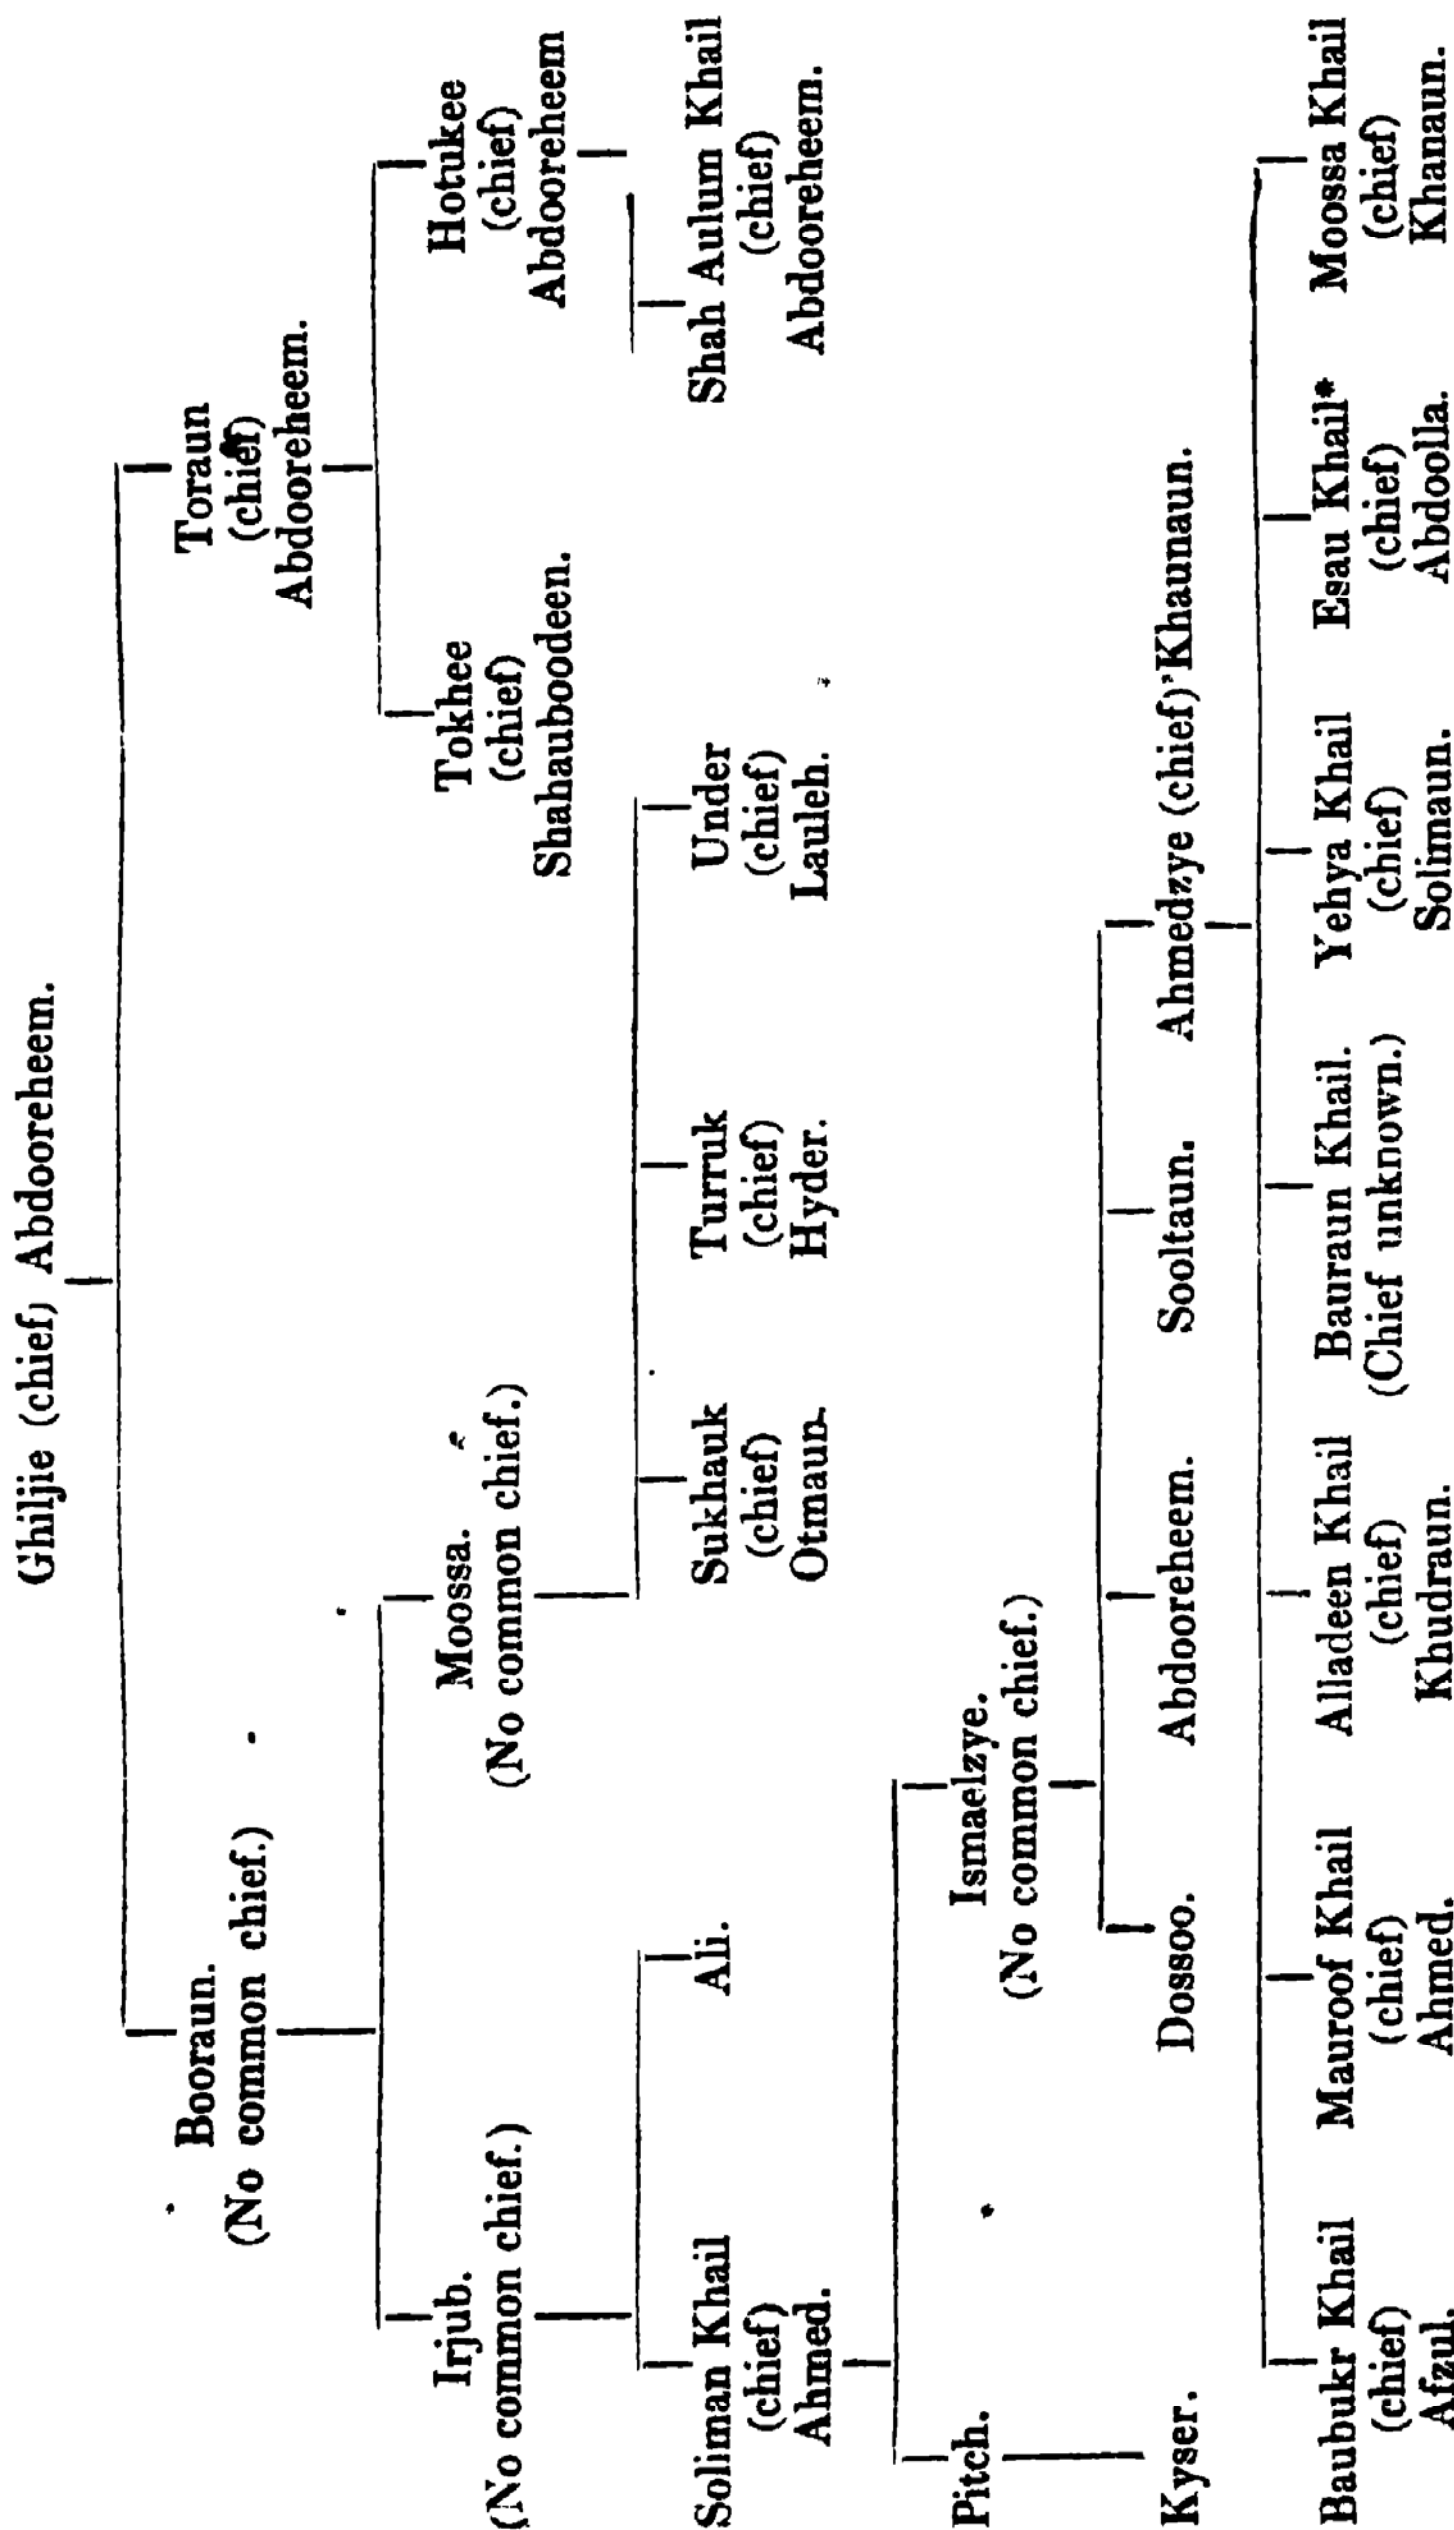 Ghiljie (chief) Abdooreheem.
Booraun.
(No common chief.)
Toraun
(chief)
Abdooreheem.
Irjub.
(No common chief.)
Moossa.
(No common chief.)
Tokhee
(chief)
Shahauboodeen.
Hotukee
(chief)
Abdooreheem
Soliman Khail
(chief)
Ahmed.
Ali.
Sukhauk
(chief)
Otmaun.
Turruk
(chief)
Hyder.
Under
(chief)
Lauleh.
Shah Aulum Khail
(chief)
Abdooreheem.
Pitch.
Ismaelzye.
(No common chief.)
Kyser.
Dossoo.
Abdooreheem.
Sooltaun.
Ahmedzye (chief) Khaunaun.
Baubukr Khail
(chief)
Afzul.
Mauroof Khail
(chief)
Ahmed.
Alladeen Khail
(chief)
Khudraun.
Bauraun Khail.
(Chief unknown.)
Yehya Khail
(chief)
Solimaun.
Esau Khail*
(chief)
Abdoolla.
Moossa Khail
(chief)
Khanaun.